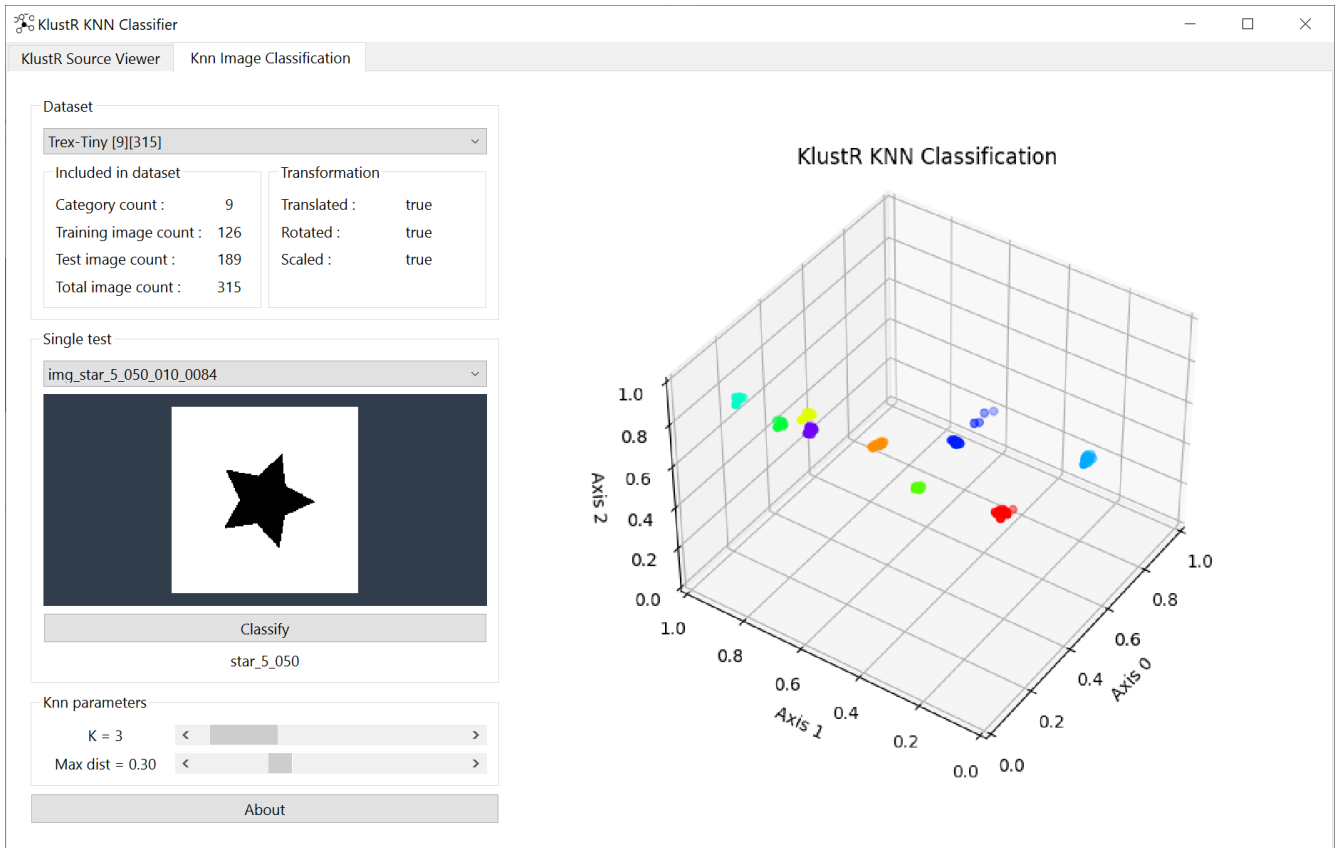 KlustR KNN Classifier
KlustR Source Viewer
Knn Image Classification
Dataset
Trex-Tiny [9][315]
Included in dataset
Category count : 9
Training image count : 126
Test image count : 189
Total image count : 315
Transformation
Translated : true
Rotated : true
Scaled : true
Single test
img_star_5_050_010_0084
Classify
star_5_050
Knn parameters
K = 3
Max dist = 0.30
About
KlustR KNN Classification
1.0
0.8
0.6
0.4
0.2
0.0
Axis 2
1.0
0.8
0.6
0.4
0.2
0.0
Axis 1
0.0
0.2
0.4
0.6
0.8
1.0
Axis 0